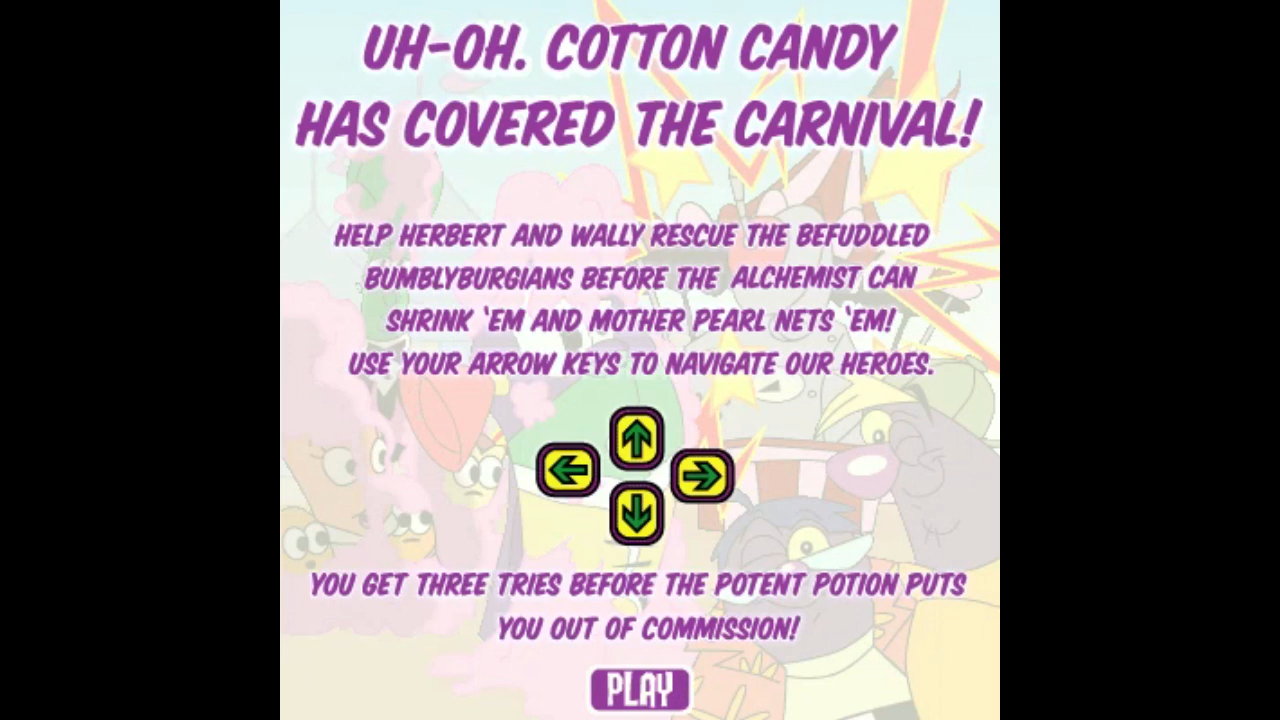 UH-OH. COTTON CANDY
HAS COVERED THE CARNIVAL!
HELP HERBERT AND WALLY RESCUE THE BEFUDDLED
BUMBLYBURGIANS BEFORE THE ALCHEMIST CAN
SHRINK 'EM AND MOTHER PEARL NETS 'EM!
USE YOUR ARROW KEYS TO NAVIGATE OUR HEROES.
YOU GET THREE TRIES BEFORE THE POTENT POTION PUTS
YOU OUT OF COMMISSION!
PLAY